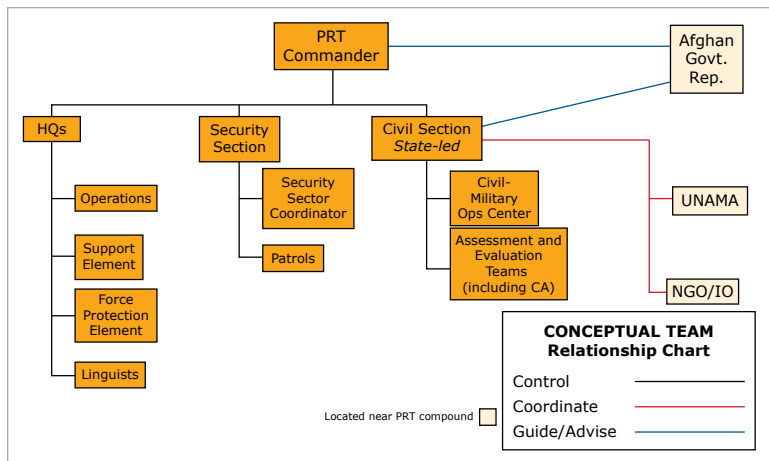 PRT
Commander
Afghan
Govt.
Rep.
HQs
Security
Section
Civil Section
State-led
Operations
Support
Element
Force
Protection
Element
Linguists
Security
Sector
Coordinator
Patrols
Civil-
Military
Ops Center
Assessment and
Evaluation
Teams
(including CA)
UNAMA
NGO/IO
CONCEPTUAL TEAM
Relationship Chart
Control
Coordinate
Guide/Advise
Located near PRT compound